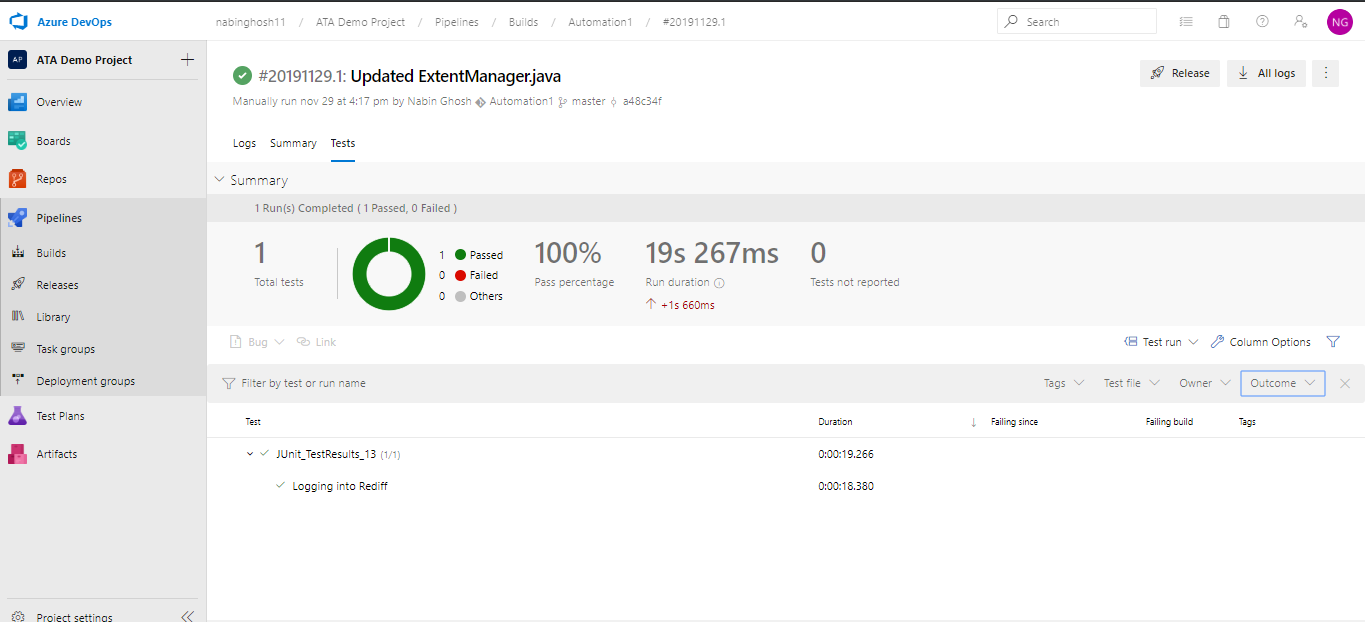 Azure DevOps
nabinghosh11 / ATA Demo Project / Pipelines / Builds / Automation1 / #20191129.1
Search
NG
AP ATA Demo Project
Overview
Boards
Repos
Pipelines
Builds
Releases
Library
Task groups
Deployment groups
Test Plans
Artifacts
Project settings
#20191129.1: Updated ExtentManager.java
Release All logs
Manually run nov 29 at 4:17 pm by Nabin Ghosh Automation1 master a48c34f
Logs Summary Tests
Summary
1 Run(s) Completed ( 1 Passed, 0 Failed )
1
Total tests
1 Passed
0 Failed
0 Others
100%
Pass percentage
19s 267ms
Run duration
+1s 660ms
0
Tests not reported
Bug Link
Test run Column Options
Filter by test or run name
Tags Test file Owner Outcome
Test Duration Failing since Failing build Tags
JUnit_TestResults_13 (1/1) 0:00:19.266
Logging into Rediff 0:00:18.380